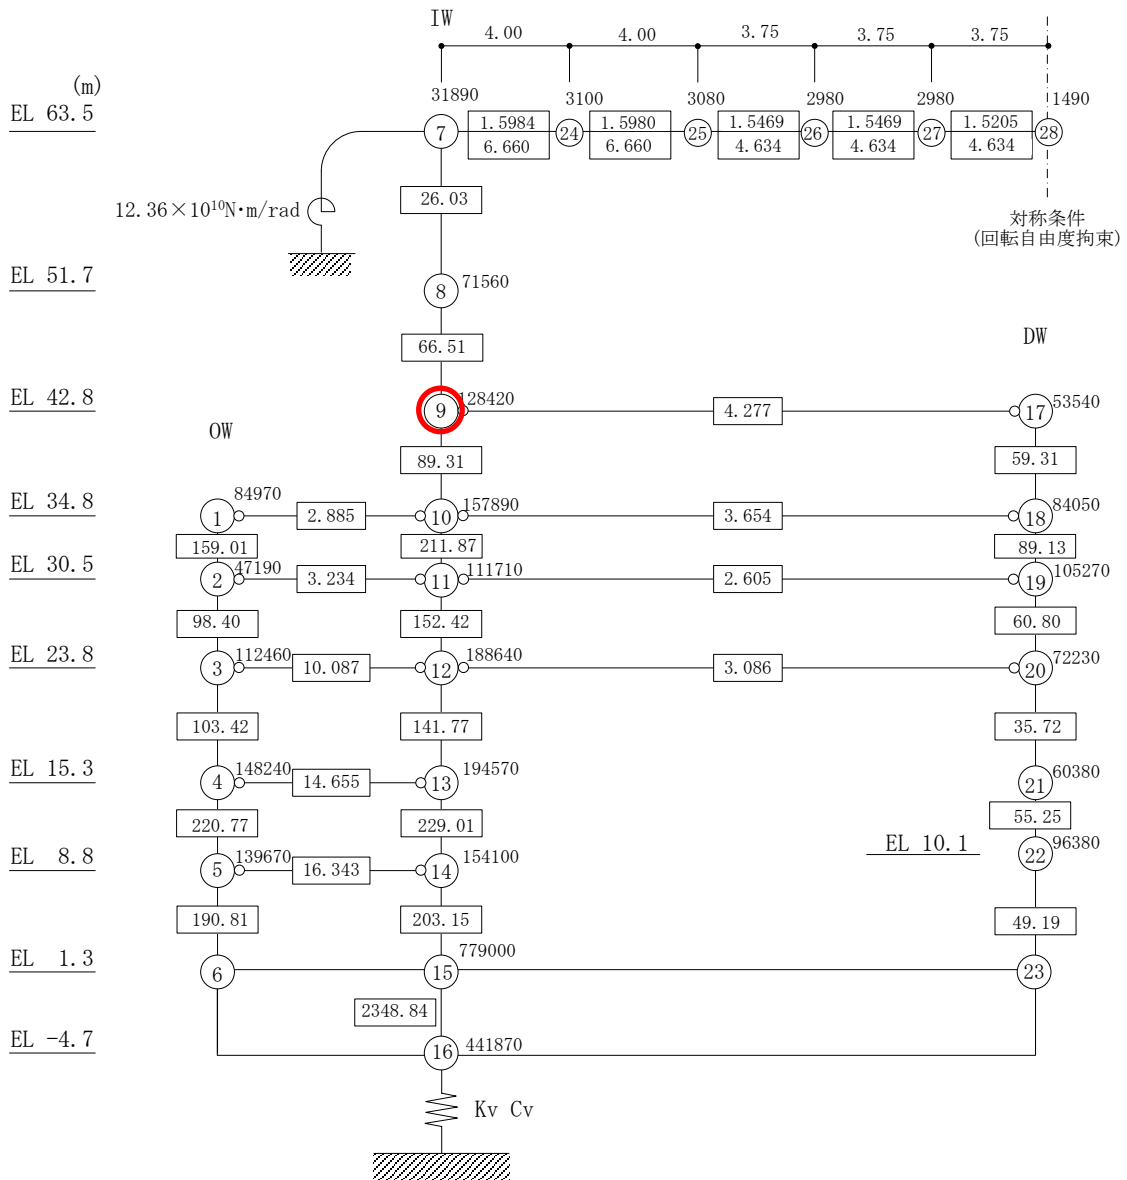 IW
4.00 4.00 3.75 3.75 3.75
(m)
31890 3100 3080 2980 2980 1490
EL 63.5
7 1.5984 24 1.5980 25 1.5469 26 1.5469 27 1.5205 28
6.660 6.660 4.634 4.634 4.634
26.03
12.36×10¹⁰N・m/rad
対称条件
(回転自由度拘束)
EL 51.7
8 71560
66.51
DW
EL 42.8
9 128420 4.277 17 53540
OW
89.31 59.31
EL 34.8
1 84970 2.885 10 157890 3.654 18 84050
159.01 211.87 89.13
EL 30.5
2 47190 3.234 11 111710 2.605 19 105270
98.40 152.42 60.80
EL 23.8
3 112460 10.087 12 188640 3.086 20 72230
103.42 141.77 35.72
EL 15.3
4 148240 14.655 13 194570 21 60380
220.77 229.01 55.25
EL 10.1
22 96380
EL 8.8
5 139670 16.343 14 154100
190.81 203.15 49.19
EL 1.3
6 15 779000 23
2348.84
EL -4.7
16 441870
Kv Cv